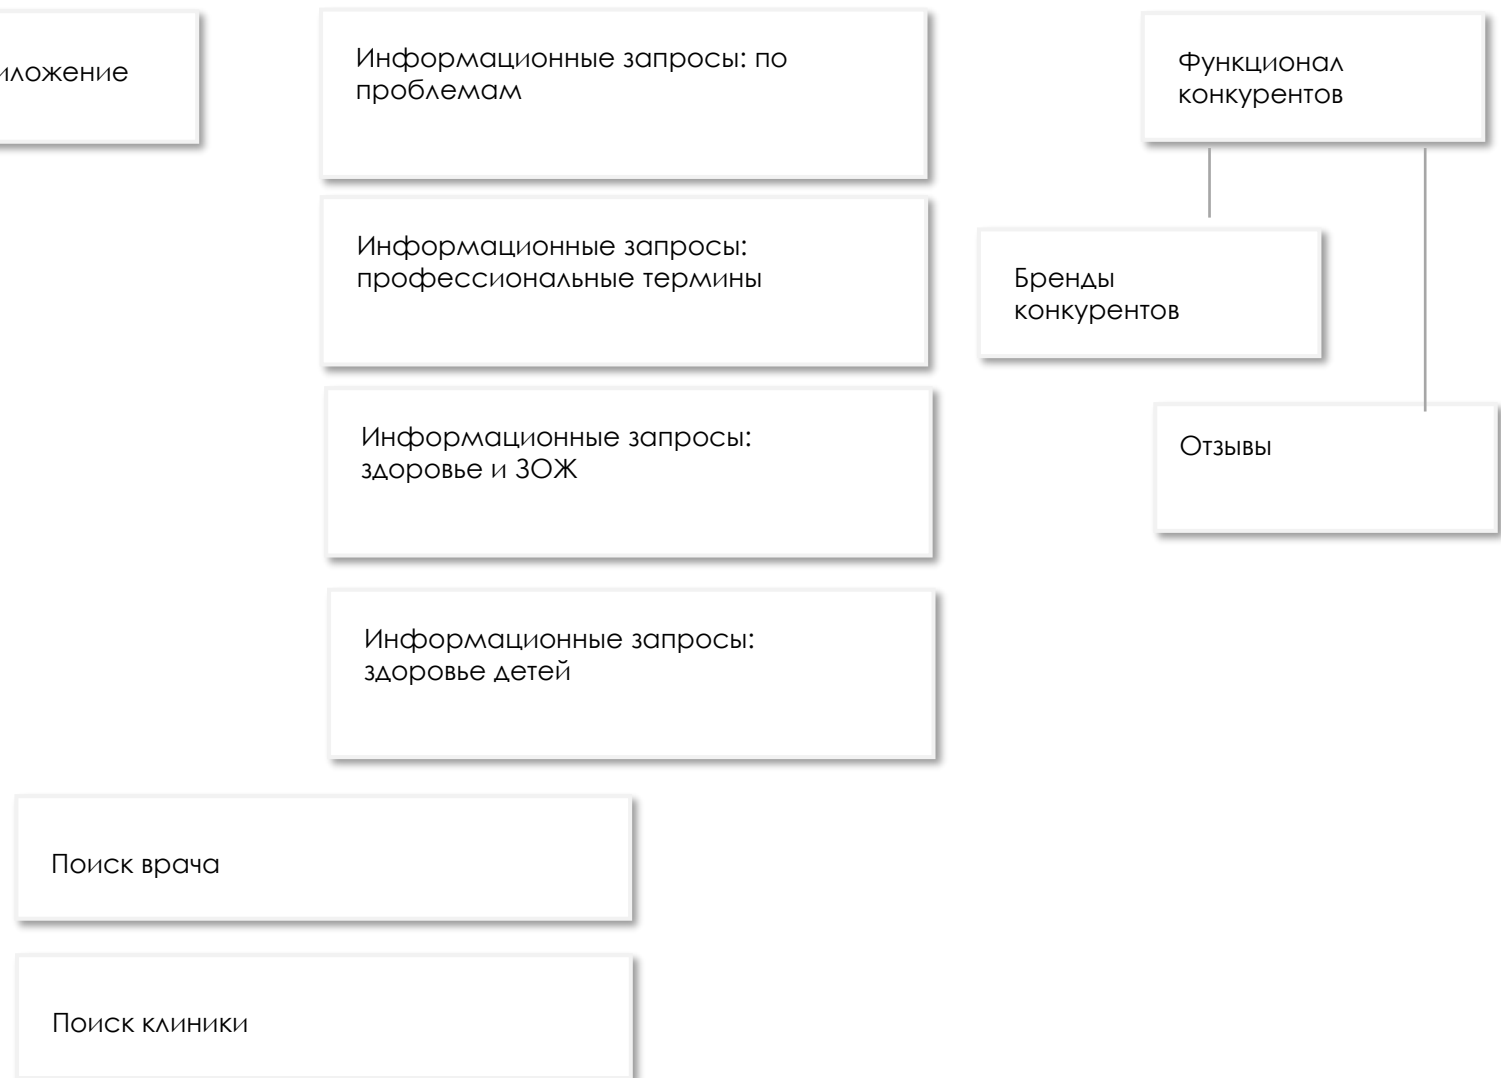 Информационные запросы: по
проблемам
Функционал
конкурентов
Информационные запросы:
профессиональные термины
Бренды
конкурентов
Информационные запросы:
здоровье и ЗОЖ
Отзывы
Информационные запросы:
здоровье детей
Поиск врача
Поиск клиники